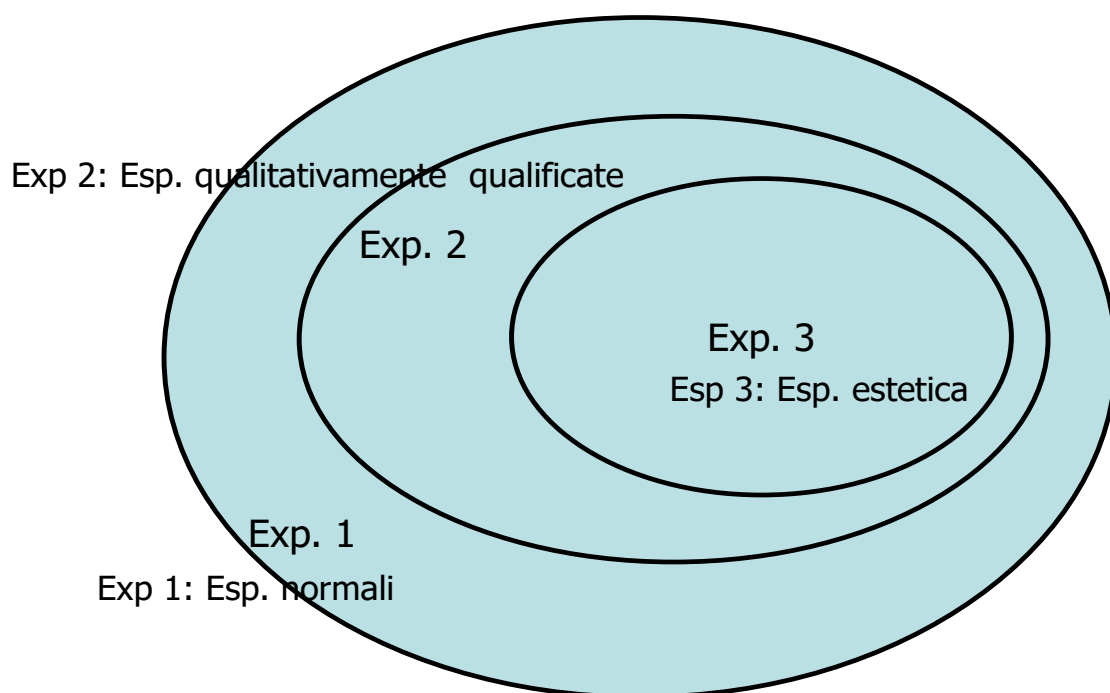 Exp 2: Esp. qualitativamente  qualificate
Exp. 2
Exp. 3
Esp 3: Esp. estetica
Exp. 1
Exp 1: Esp. normali